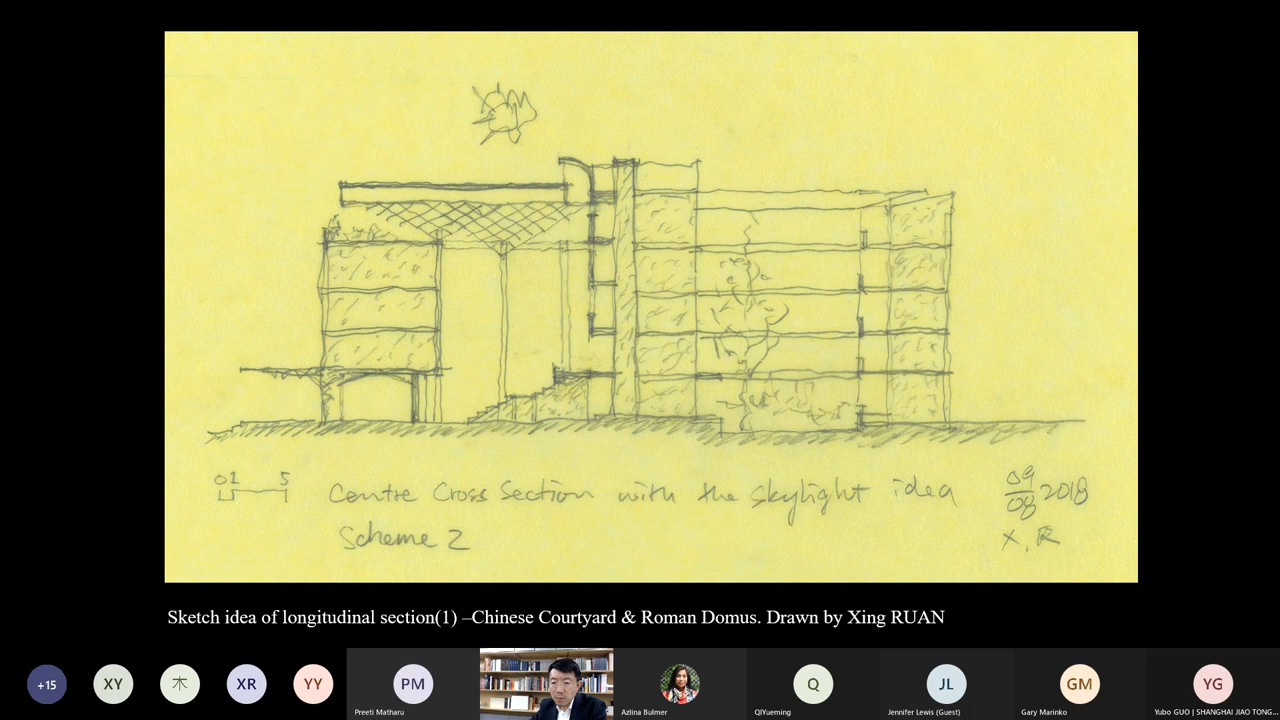 01 5
Centre Cross Section with the skylight idea
Scheme 2
09
08 2018
X. R
Sketch idea of longitudinal section(1) –Chinese Courtyard & Roman Domus. Drawn by Xing RUAN
+15 XY 木 XR YY PM Q JL GM YG
Preeti Matharu Azlina Bulmer QIYueming Jennifer Lewis (Guest) Gary Marinko Yubo GUO | SHANGHAI JIAO TONG...